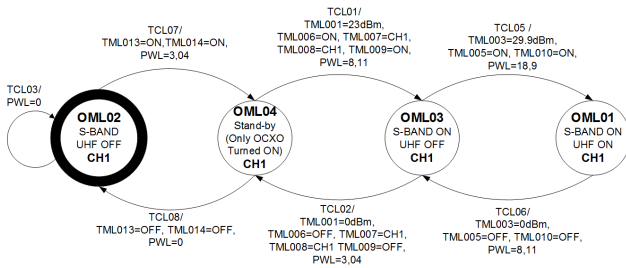 TCL01/
TML001=23dBm,
TML006=ON, TML007=CH1,
TML008=CH1, TML009=ON,
PWL=8,11
TCL07/
TML013=ON,TML014=ON,
PWL=3,04
TCL05 /
TML003=29.9dBm,
TML005=ON, TML010=ON,
PWL=18,9
TCL03/
PWL=0
OML02
S-BAND
UHF OFF
CH1
OML04
Stand-by
(Only OCXO
Turned ON)
CH1
OML03
S-BAND ON
UHF OFF
CH1
OML01
S-BAND ON
UHF ON
CH1
TCL08/
TML013=OFF, TML014=OFF,
PWL=0
TCL02/
TML001=0dBm,
TML006=OFF, TML007=CH1,
TML008=CH1 TML009=OFF,
PWL=3,04
TCL06/
TML003=0dBm,
TML005=OFF, TML010=OFF,
PWL=8,11